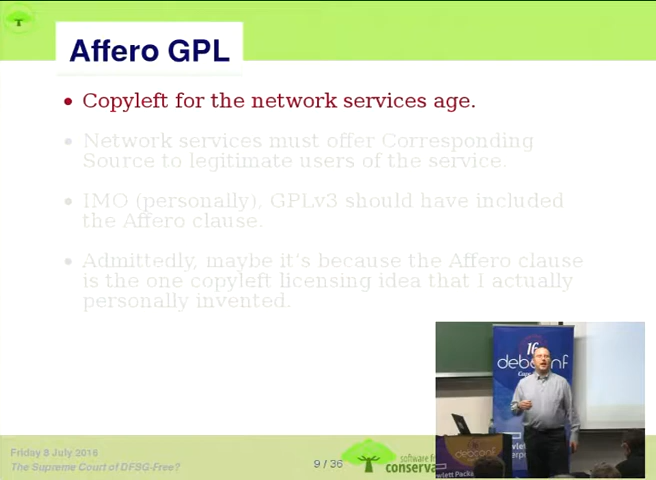 Affero GPL
• Copyleft for the network services age.
• Network services must offer Corresponding
Source to legitimate users of the service.
• IMO (personally), GPLv3 should have included
the Affero clause.
• Admittedly, maybe it's because the Affero clause
is the one copyleft licensing idea that I actually
personally invented.
16
debconf
debconf
Friday 8 July 2016
The Supreme Court of DFSG-Free?
9 / 36
software
conserva